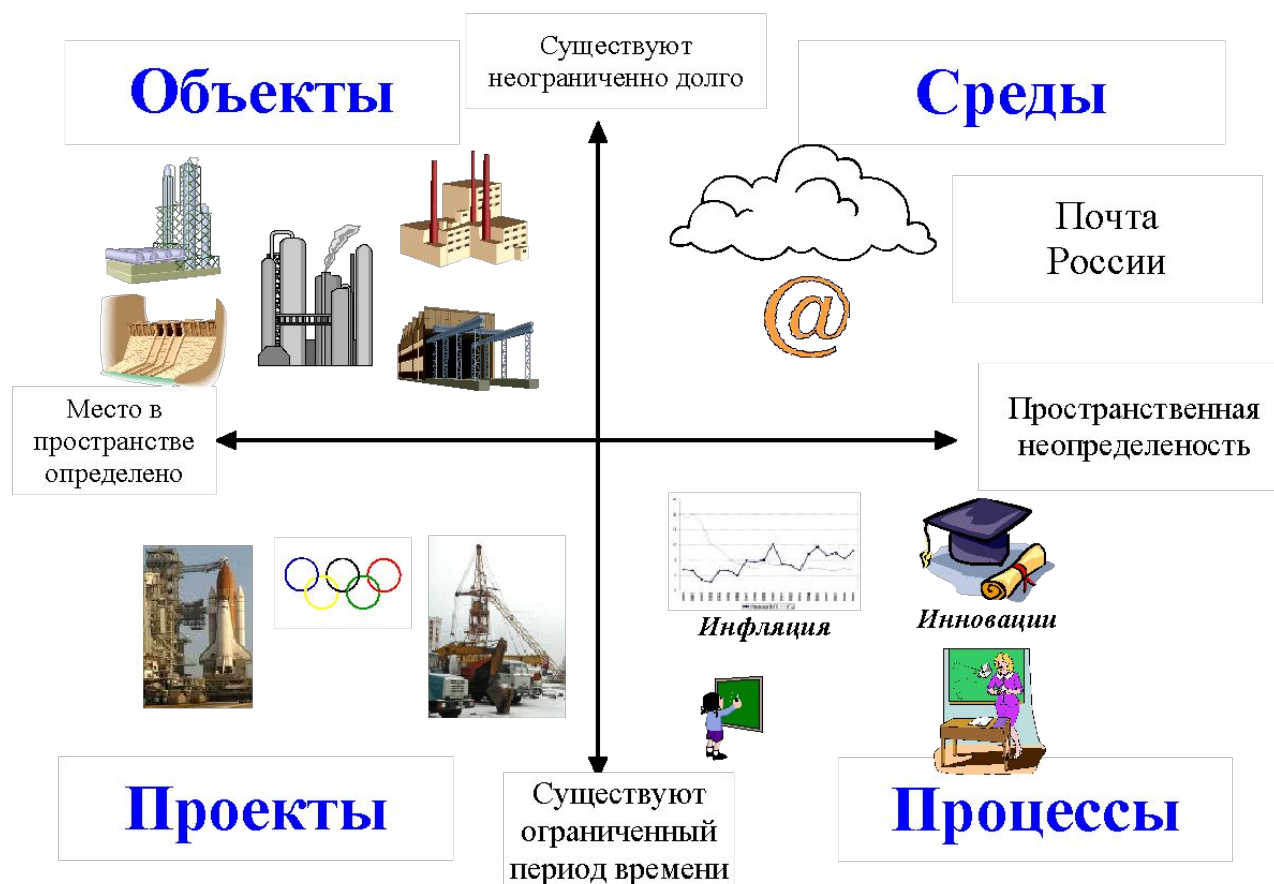 Существуют
неограниченно долго
Объекты
Среды
Почта
России
@
Место в
пространстве
определено
Пространственная
неопределеность
Инфляция
Инновации
Проекты
Существуют
ограниченный
период времени
Процессы